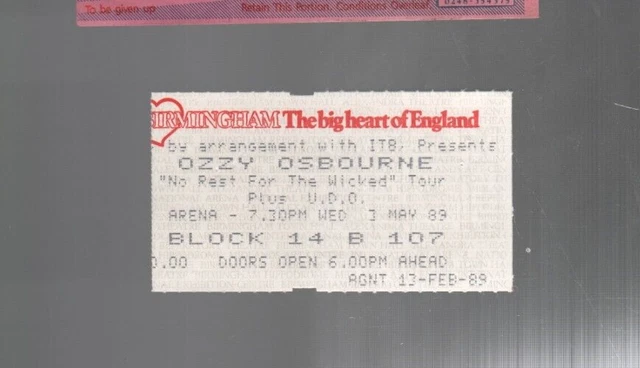 To be given up
Retain This Portion. Conditions Overleaf.
BIRMINGHAM The big heart of England
by arrangement with ITB, Presents
OZZY OSBOURNE
"No Rest For The Wicked" Tour
Plus U.D.O.
ARENA - 7.30PM WED 3 MAY 89
BLOCK 14 B 107
0.00 DOORS OPEN 6.00PM AHEAD
AGNT 13-FEB-89